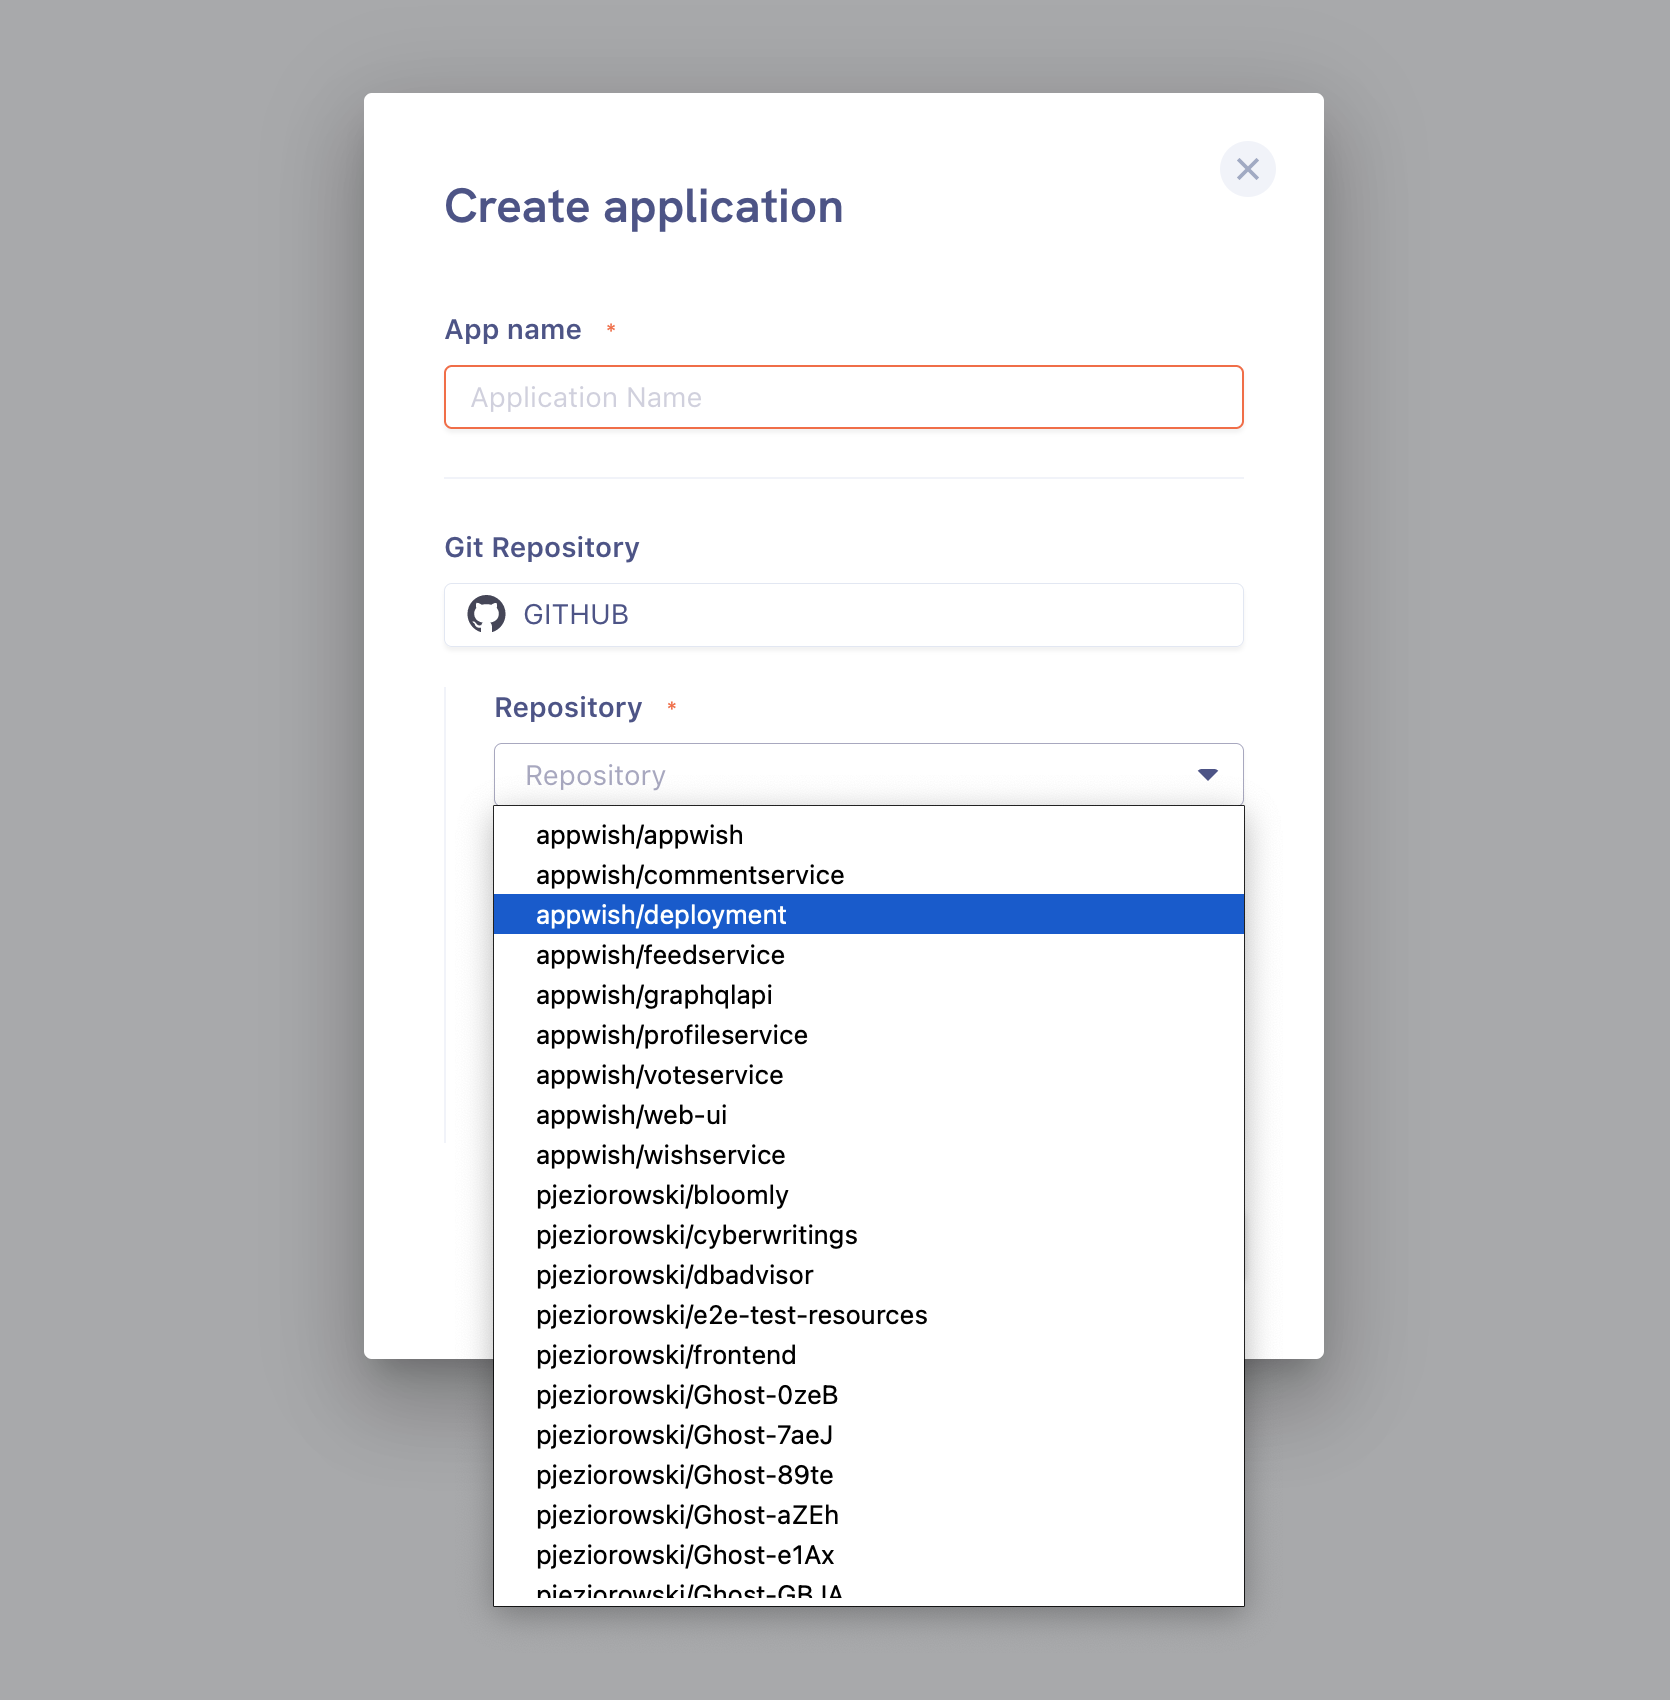 Create application
App name *
Application Name
Git Repository
GITHUB
Repository *
Repository
appwish/appwish
appwish/commentservice
appwish/deployment
appwish/feedservice
appwish/graphqlapi
appwish/profileservice
appwish/voteservice
appwish/web-ui
appwish/wishservice
pjeziorowski/bloomly
pjeziorowski/cyberwritings
pjeziorowski/dbadvisor
pjeziorowski/e2e-test-resources
pjeziorowski/frontend
pjeziorowski/Ghost-0zeB
pjeziorowski/Ghost-7aeJ
pjeziorowski/Ghost-89te
pjeziorowski/Ghost-aZEh
pjeziorowski/Ghost-e1Ax
pjeziorowski/Ghost-GBJA